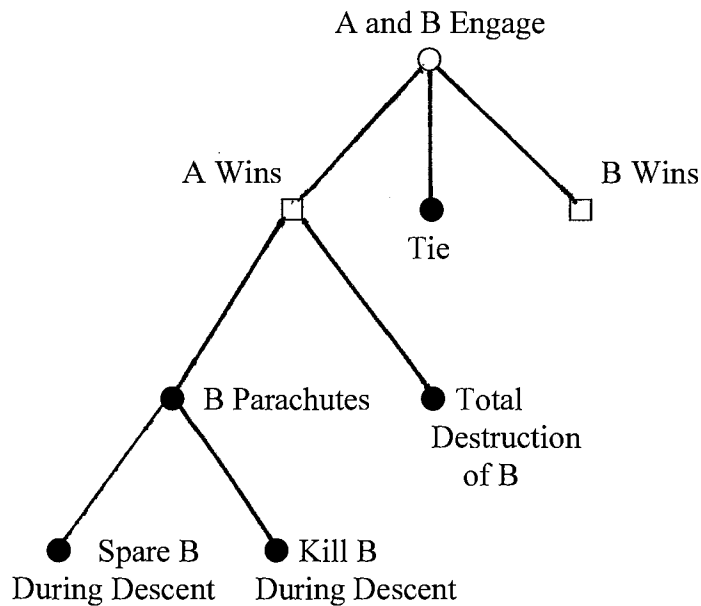 A and B Engage
A Wins
B Wins
Tie
B Parachutes
Total
Destruction
of B
Spare B
During Descent
Kill B
During Descent